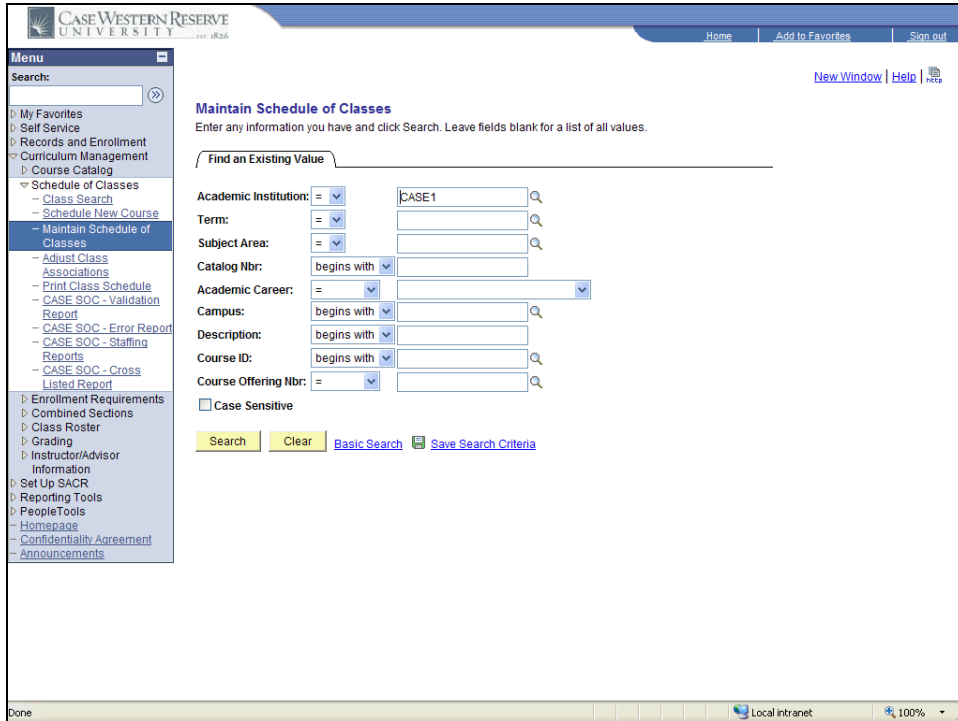 CASE WESTERN RESERVE
UNIVERSITY EST. 1826
Home Add to Favorites Sign out
Menu
Search:
New Window | Help | http
My Favorites
Self Service
Records and Enrollment
Curriculum Management
Course Catalog
Schedule of Classes
Class Search
Schedule New Course
Maintain Schedule of
Classes
Adjust Class
Associations
Print Class Schedule
CASE SOC - Validation
Report
CASE SOC - Error Report
CASE SOC - Staffing
Reports
CASE SOC - Cross
Listed Report
Enrollment Requirements
Combined Sections
Class Roster
Grading
Instructor/Advisor
Information
Set Up SACR
Reporting Tools
PeopleTools
Homepage
Confidentiality Agreement
Announcements
Maintain Schedule of Classes
Enter any information you have and click Search. Leave fields blank for a list of all values.
Find an Existing Value
Academic Institution: = CASE1
Term: =
Subject Area: =
Catalog Nbr: begins with
Academic Career: =
Campus: begins with
Description: begins with
Course ID: begins with
Course Offering Nbr: =
Case Sensitive
Search Clear Basic Search Save Search Criteria
Done Local intranet 100%